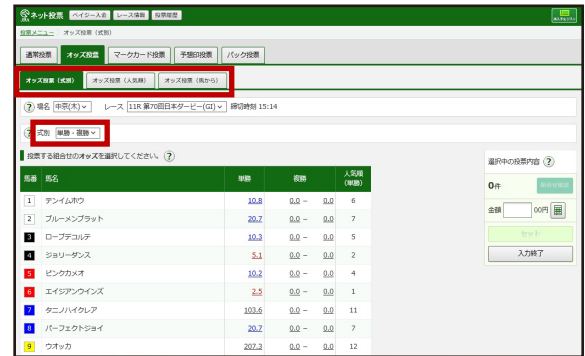 ネット投票 ペイジー入金 レース情報 投票履歴
投票メニュー オッズ投票（式別）
通常投票 オッズ投票 マークカード投票 予想印投票 パック投票
オッズ投票（式別） オッズ投票（人気順） オッズ投票（馬から）
? 場名 中京(木) レース 11R 第70回日本ダービー(GI) 締切時刻 15:14
? 式別 単勝・複勝
投票する組合せのオッズを選択してください。 ?
馬番 馬名 単勝 複勝 人気順(単勝)
1 テンイムホウ 10.8 0.0 － 0.0 6
2 ブルーメンブラット 20.7 0.0 － 0.0 7
3 ローブデコルテ 10.3 0.0 － 0.0 5
4 ジョリーダンス 5.1 0.0 － 0.0 2
5 ピンクカメオ 10.2 0.0 － 0.0 4
6 エイジアンウインズ 2.5 0.0 － 0.0 1
7 タニノハイクレア 103.6 0.0 － 0.0 11
8 パーフェクトジョイ 20.7 0.0 － 0.0 7
9 ウオッカ 207.3 0.0 － 0.0 12
選択中の投票内容 ?
0件
金額 00円
セット
入力終了